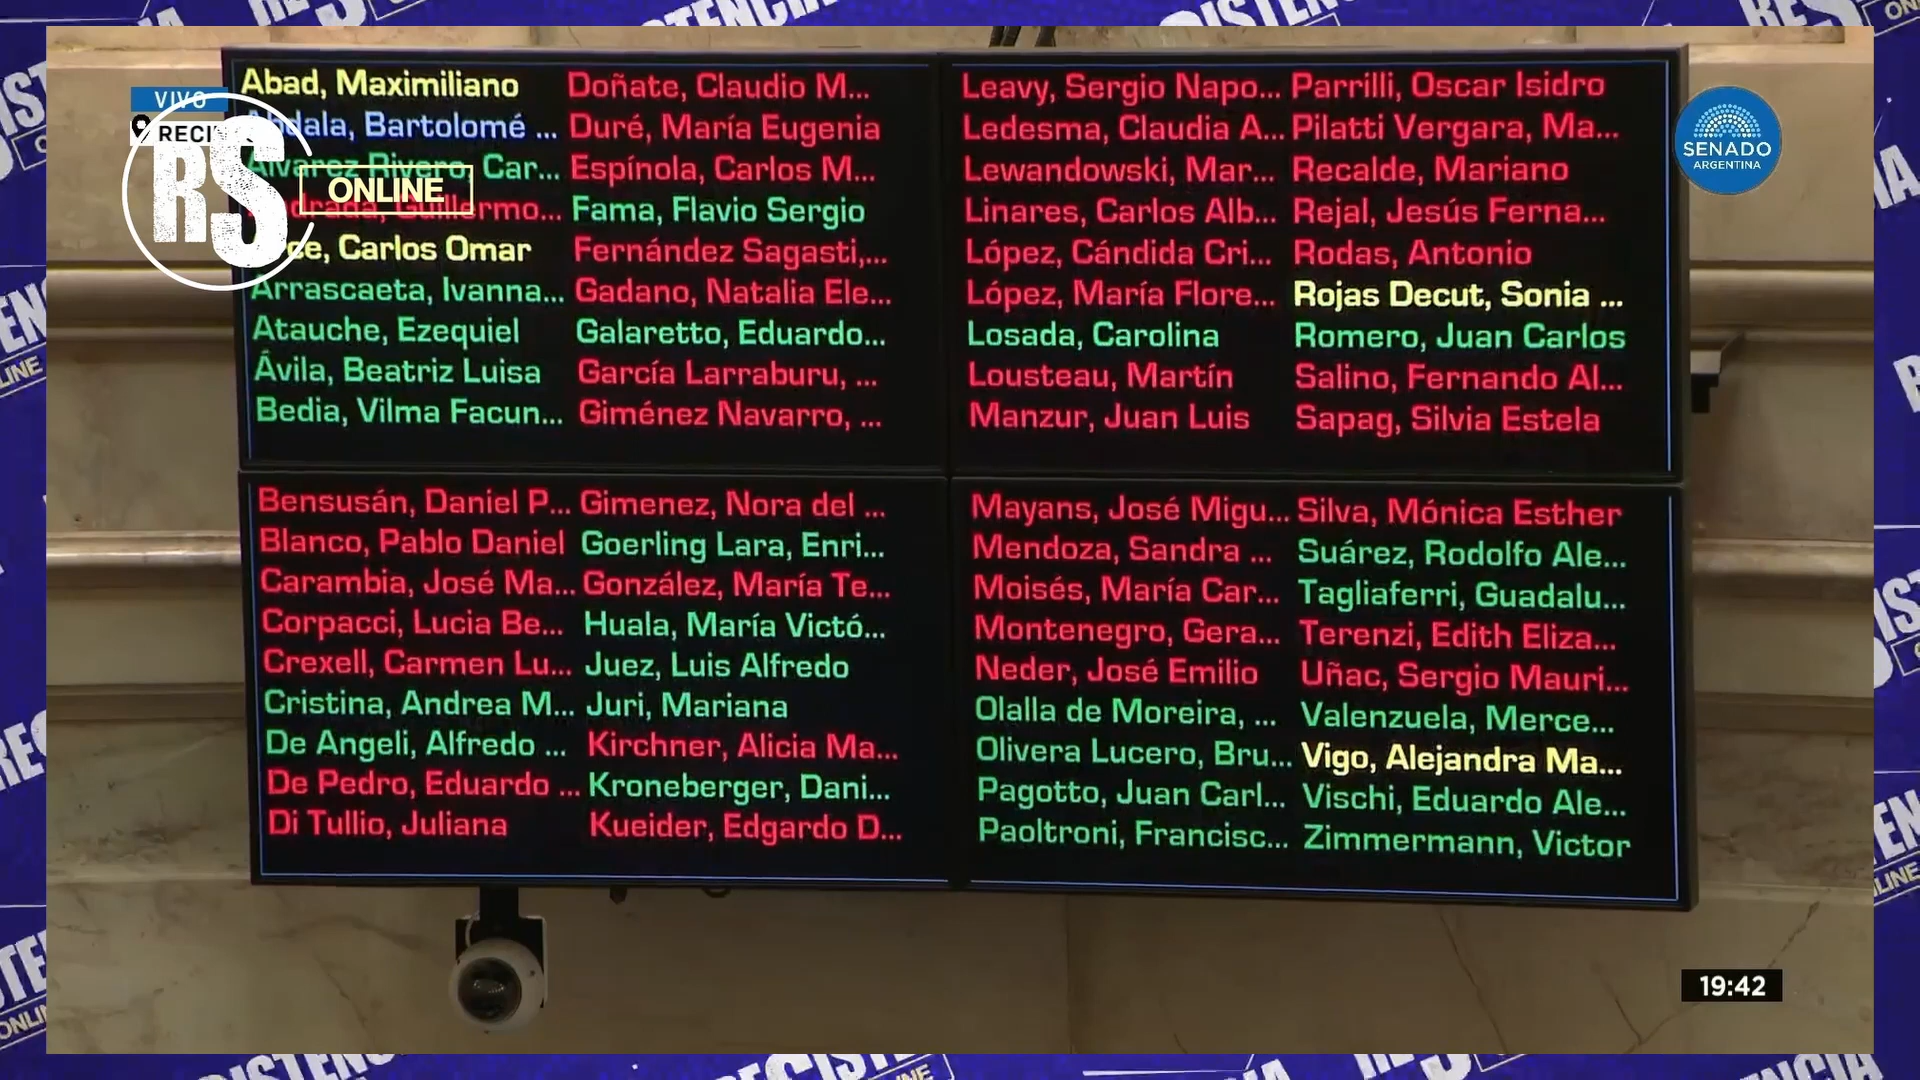 VIVO
RS
ONLINE
Abad, Maximiliano
Bartolomé ...
Alvarez Rivero, Car...
Guillermo...
Carlos Omar
Arrascaeta, Ivanna...
Atauche, Ezequiel
Ávila, Beatriz Luisa
Bedia, Vilma Facun...
Doñate, Claudio M...
Duré, María Eugenia
Espínola, Carlos M...
Fama, Flavio Sergio
Fernández Sagasti,...
Gadano, Natalia Ele...
Galaretto, Eduardo...
García Larraburu, ...
Giménez Navarro, ...
Leavy, Sergio Napo...
Ledesma, Claudia A...
Lewandowski, Mar...
Linares, Carlos Alb...
López, Cándida Cri...
López, María Flore...
Losada, Carolina
Lousteau, Martín
Manzur, Juan Luis
Parrilli, Oscar Isidro
Pilatti Vergara, Ma...
Recalde, Mariano
Rejal, Jesús Ferna...
Rodas, Antonio
Rojas Decut, Sonia ...
Romero, Juan Carlos
Salino, Fernando Al...
Sapag, Silvia Estela
Bensusán, Daniel P...
Blanco, Pablo Daniel
Carambia, José Ma...
Corpacci, Lucia Be...
Crexell, Carmen Lu...
Cristina, Andrea M...
De Angeli, Alfredo ...
De Pedro, Eduardo ...
Di Tullio, Juliana
Gimenez, Nora del ...
Goerling Lara, Enri...
González, María Te...
Huala, María Victó...
Juez, Luis Alfredo
Juri, Mariana
Kirchner, Alicia Ma...
Kroneberger, Dani...
Kueider, Edgardo D...
Mayans, José Migu...
Mendoza, Sandra ...
Moisés, María Car...
Montenegro, Gera...
Neder, José Emilio
Olalla de Moreira, ...
Olivera Lucero, Bru...
Pagotto, Juan Carl...
Paoltroni, Francisc...
Silva, Mónica Esther
Suárez, Rodolfo Ale...
Tagliaferri, Guadalu...
Terenzi, Edith Eliza...
Uñac, Sergio Mauri...
Valenzuela, Merce...
Vigo, Alejandra Ma...
Vischi, Eduardo Ale...
Zimmermann, Victor
SENADO
ARGENTINA
19:42